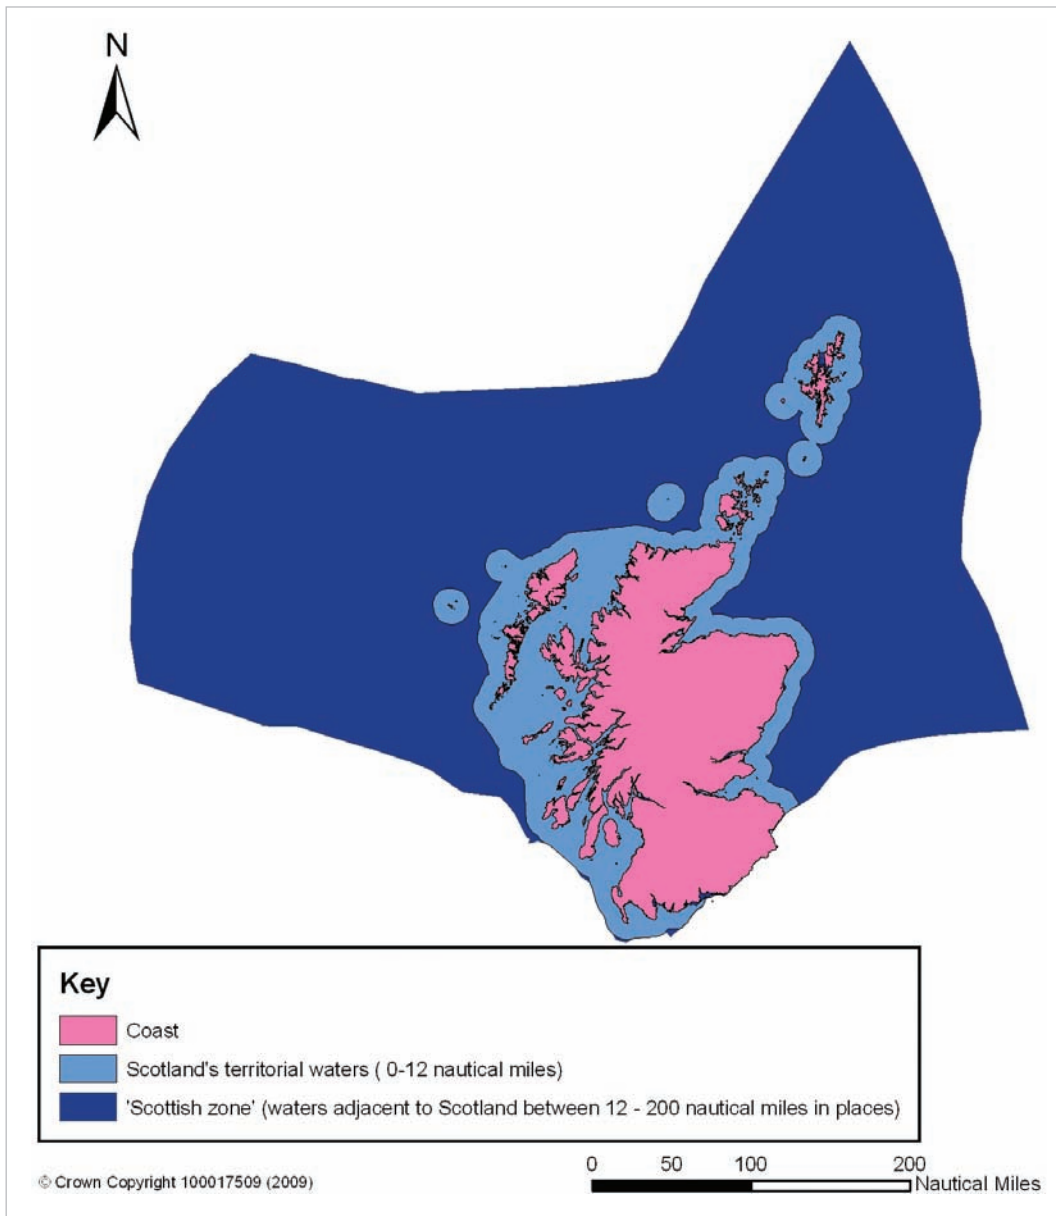 N
Key
Coast
Scotland's territorial waters ( 0-12 nautical miles)
'Scottish zone' (waters adjacent to Scotland between 12 - 200 nautical miles in places)
© Crown Copyright 100017509 (2009)
0 50 100 200
Nautical Miles